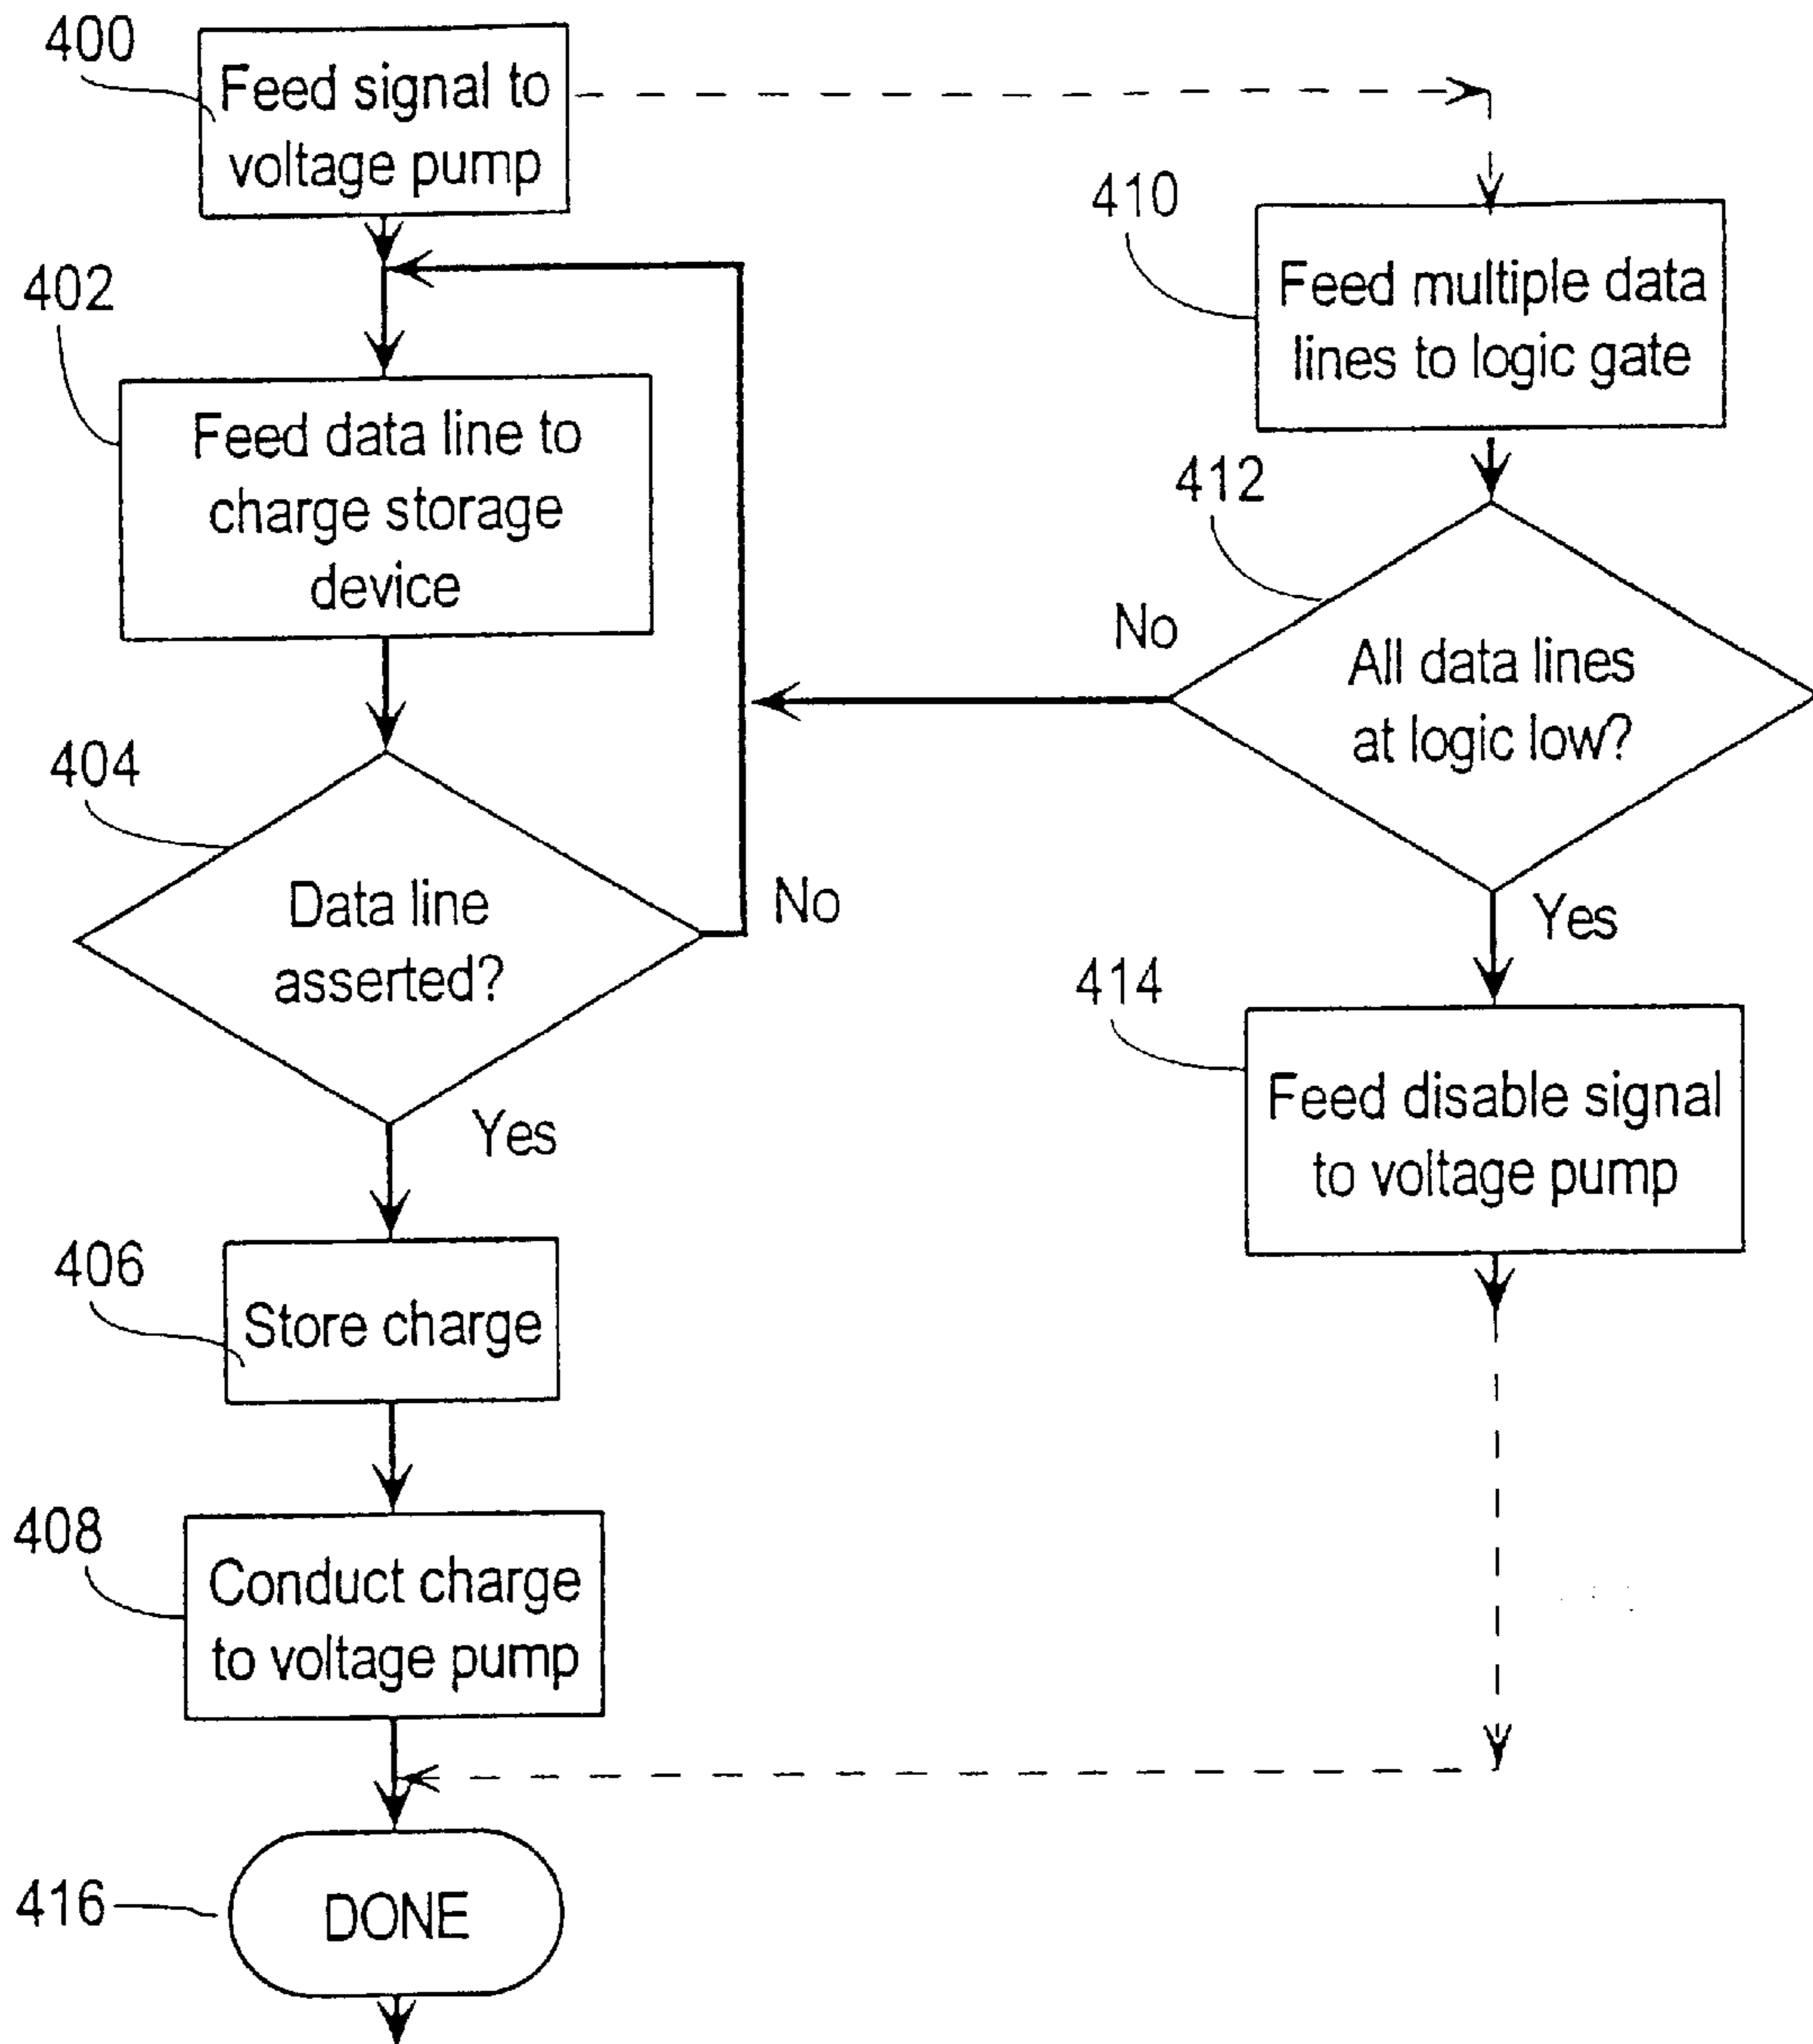 400
Feed signal to
voltage pump
402
Feed data line to
charge storage
device
404
Data line
asserted?
No
Yes
406
Store charge
408
Conduct charge
to voltage pump
410
Feed multiple data
lines to logic gate
412
No
All data lines
at logic low?
Yes
414
Feed disable signal
to voltage pump
416
DONE